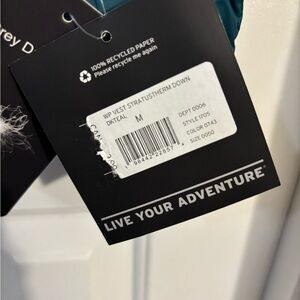 rey D
100% RECYCLED PAPER
Please recycle me again
WP VEST STRATUSTHERM DOWN
DKTEAL M
DEPT 0006
STYLE 1705
COLOR 0743
SIZE 0050
LIVE YOUR ADVENTURE